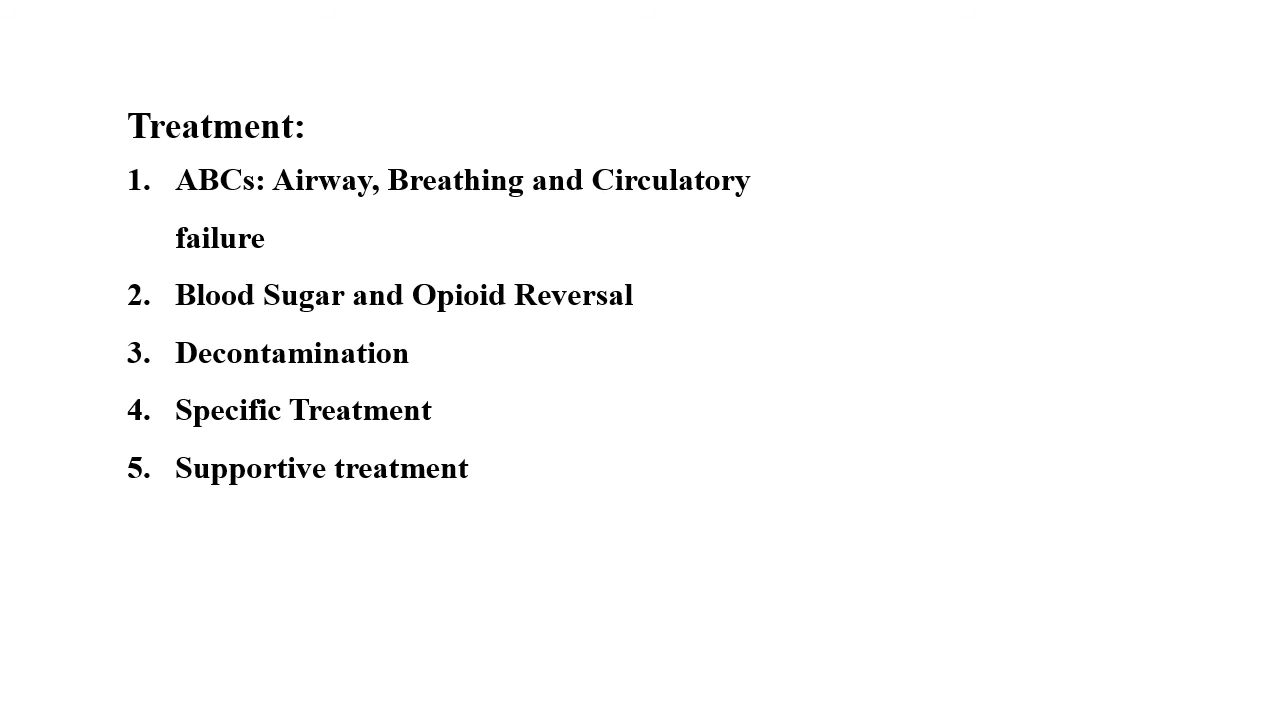 Treatment:
1. ABCs: Airway, Breathing and Circulatory
failure
2. Blood Sugar and Opioid Reversal
3. Decontamination
4. Specific Treatment
5. Supportive treatment